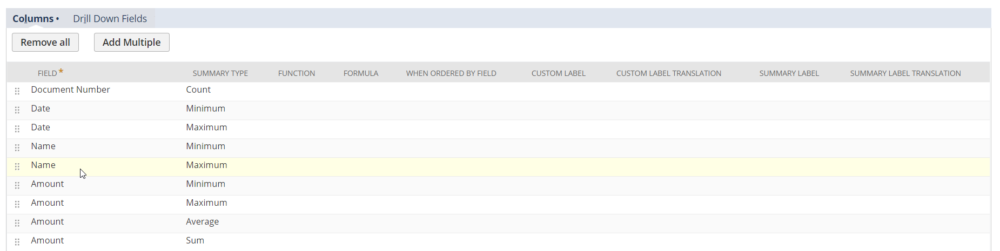 Columns • Drill Down Fields
Remove all Add Multiple
FIELD* SUMMARY TYPE FUNCTION FORMULA WHEN ORDERED BY FIELD CUSTOM LABEL CUSTOM LABEL TRANSLATION SUMMARY LABEL SUMMARY LABEL TRANSLATION
Document Number Count
Date Minimum
Date Maximum
Name Minimum
Name Maximum
Amount Minimum
Amount Maximum
Amount Average
Amount Sum